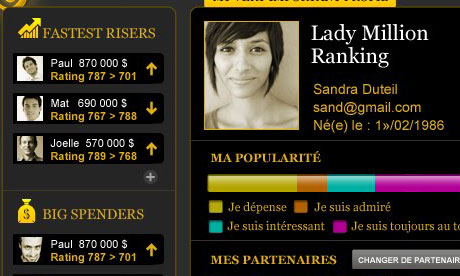 FASTEST RISERS
Paul 870 000 $
Rating 787 > 701
Mat 690 000 $
Rating 767 > 788
Joelle 570 000 $
Rating 789 > 768
BIG SPENDERS
Paul 870 000 $
Rating 787 > 701
Lady Million
Ranking
Sandra Duteil
sand@gmail.com
Né(e) le : 1»/02/1986
MA POPULARITÉ
Je dépense
Je suis admiré
Je suis intéressant
Je suis toujours au to
MES PARTENAIRES
CHANGER DE PARTENAIR